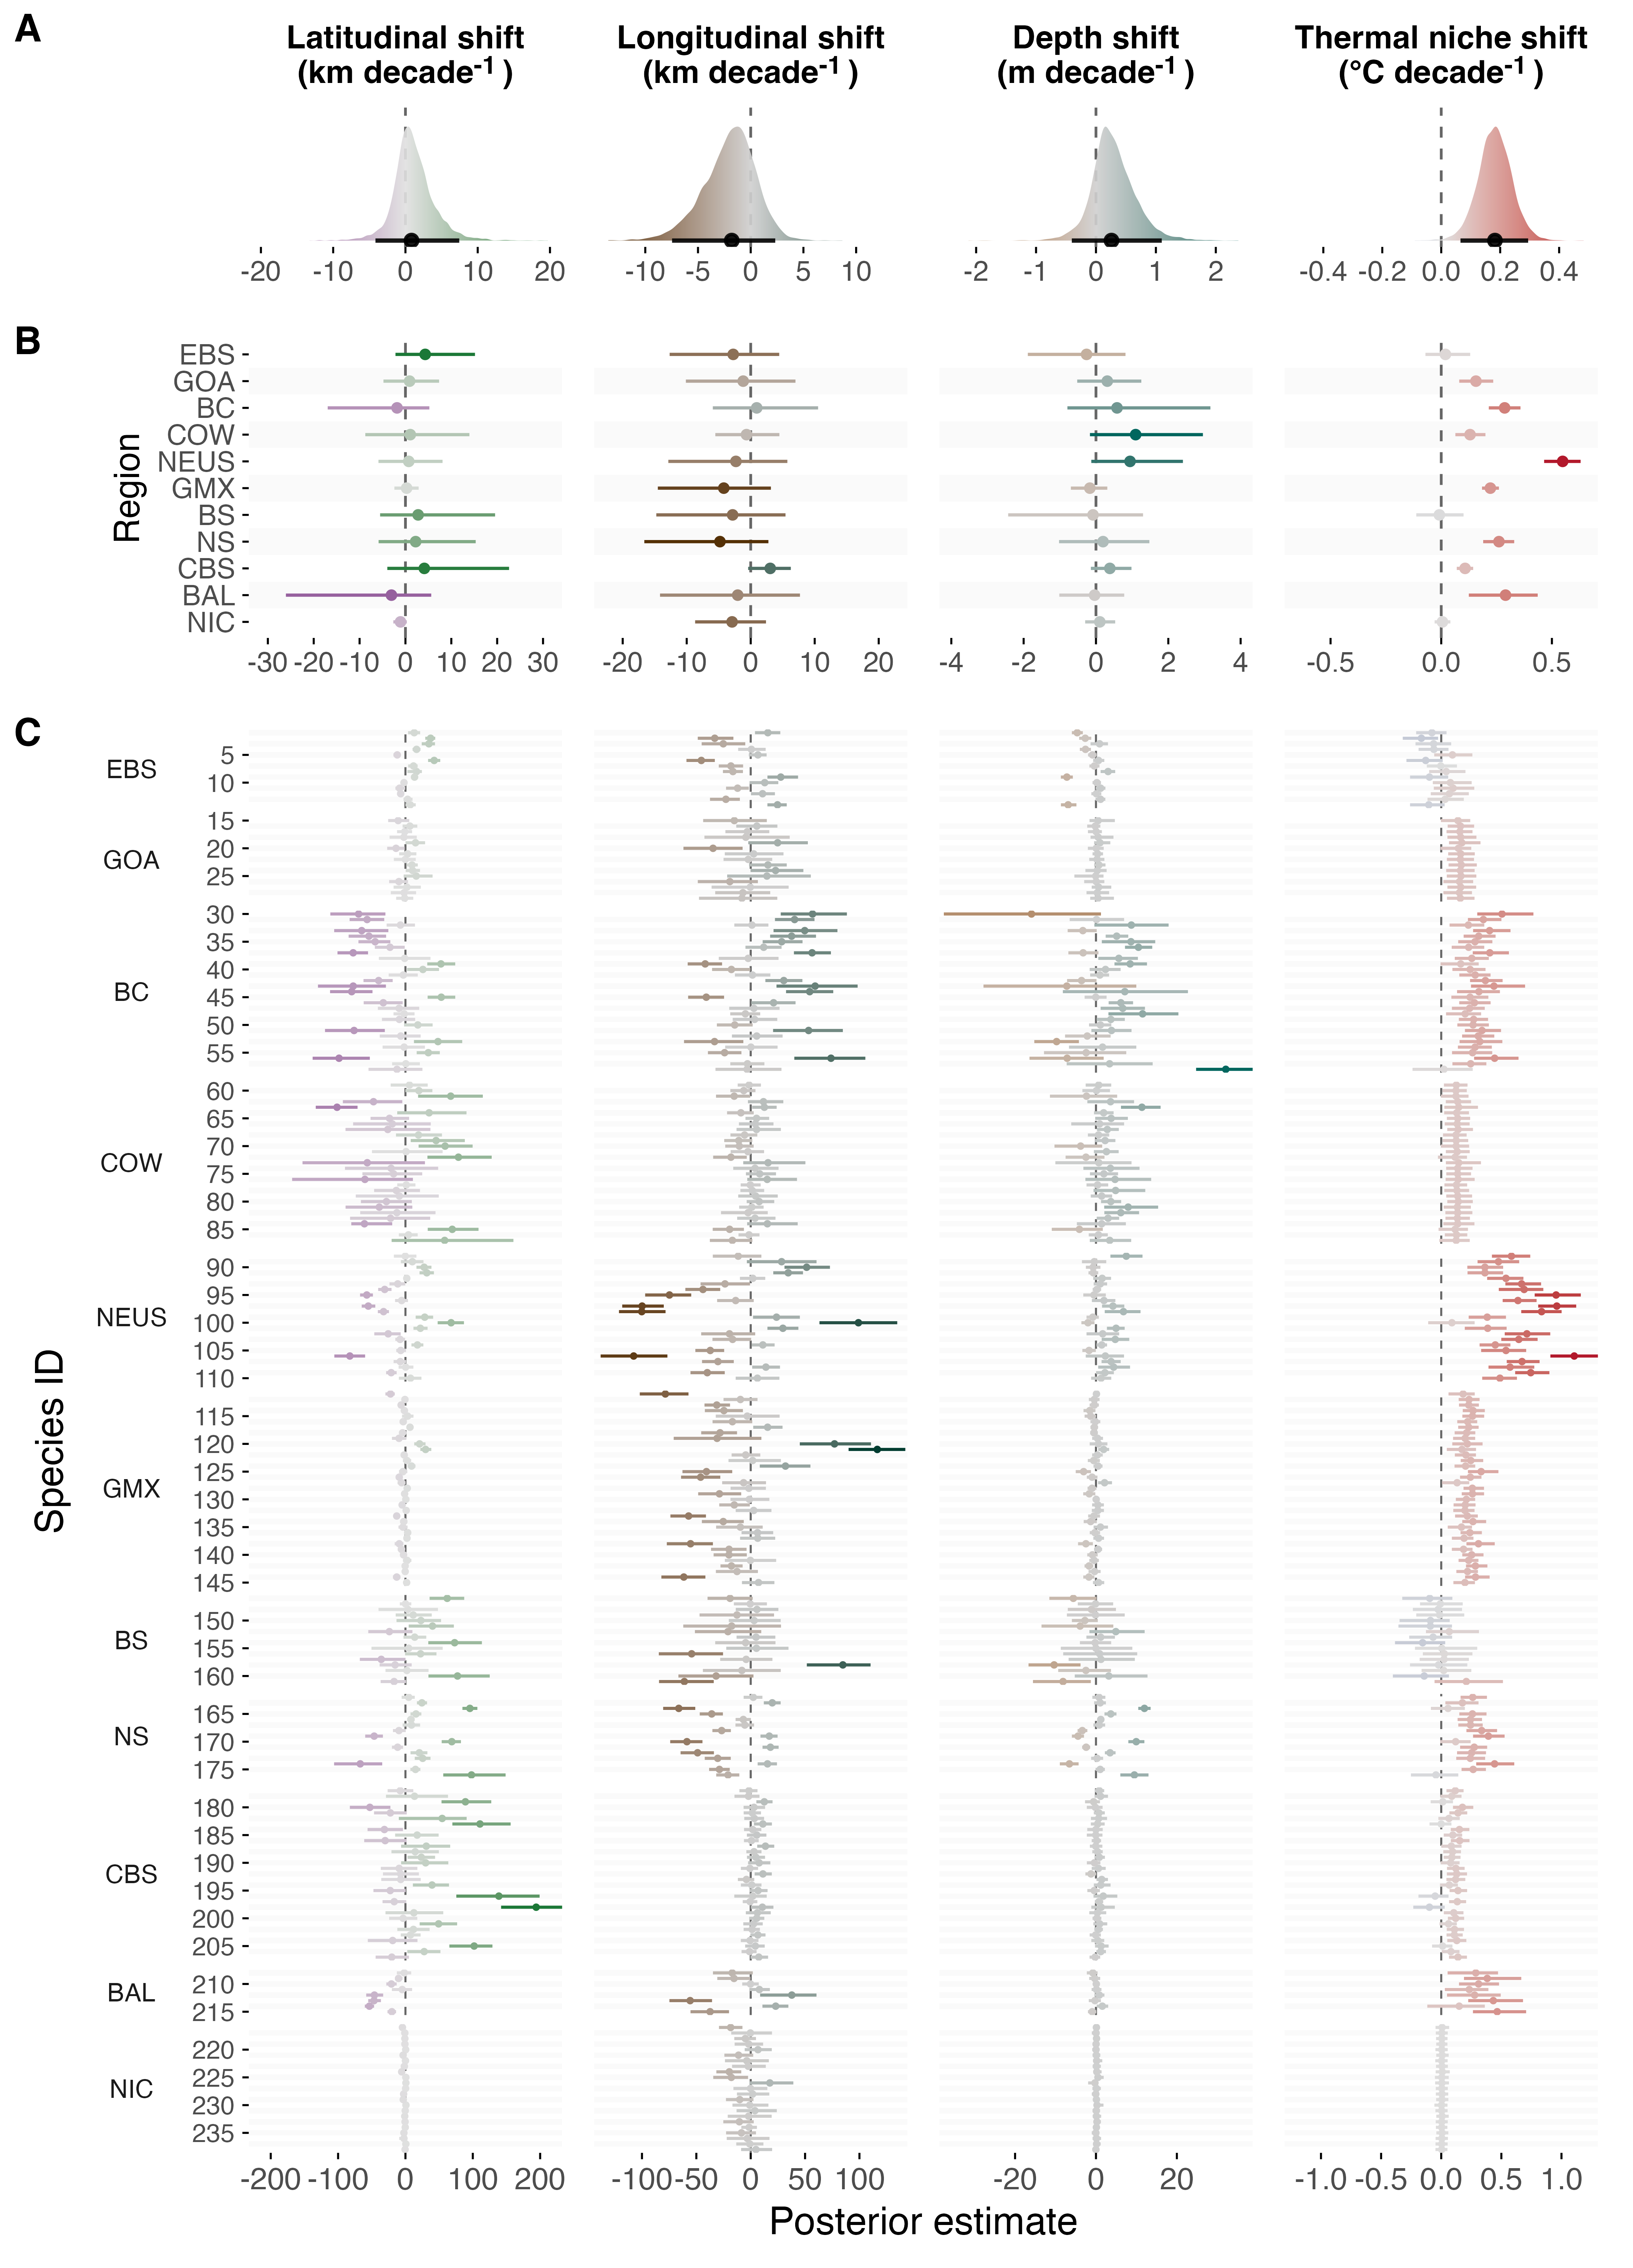 A
Latitudinal shift
(km decade-1 )
Longitudinal shift
(km decade-1 )
Depth shift
(m decade-1 )
Thermal niche shift
(°C decade-1 )
-20 -10 0 10 20
-10 -5 0 5 10
-2 -1 0 1 2
-0.4 -0.2 0.0 0.2 0.4
B
Region
EBS
GOA
BC
COW
NEUS
GMX
BS
NS
CBS
BAL
NIC
-30 -20 -10 0 10 20 30
-20 -10 0 10 20
-4 -2 0 2 4
-0.5 0.0 0.5
C
Species ID
EBS
5
10
GOA
15
20
25
BC
30
35
40
45
50
55
COW
60
65
70
75
80
85
NEUS
90
95
100
105
110
GMX
115
120
125
130
135
140
145
BS
150
155
160
NS
165
170
175
CBS
180
185
190
195
200
205
BAL
210
215
NIC
220
225
230
235
-200 -100 0 100 200
-100 -50 0 50 100
-20 0 20
-1.0 -0.5 0.0 0.5 1.0
Posterior estimate